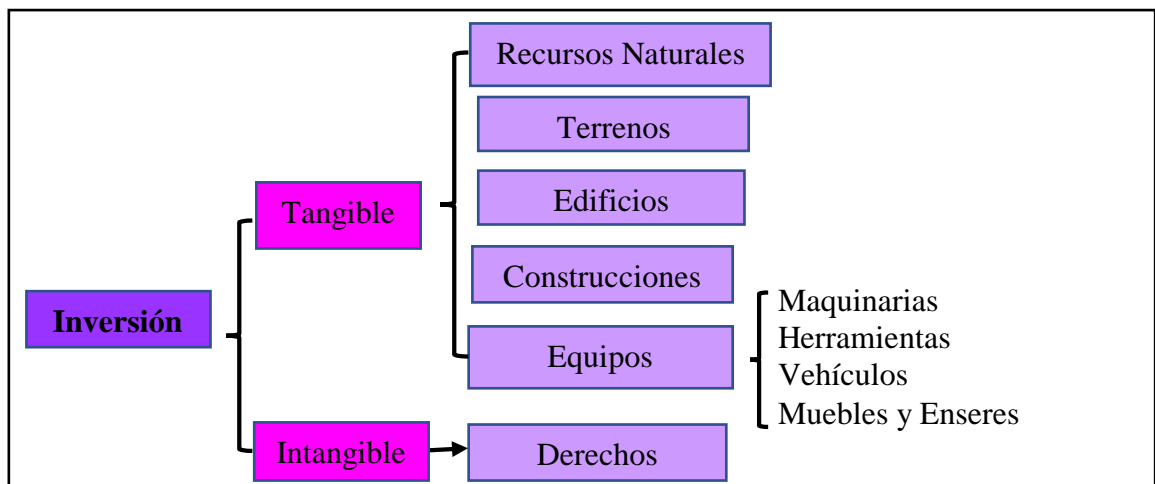 Recursos Naturales
Terrenos
Tangible
Edificios
Construcciones
Inversión
Equipos
Maquinarias
Herramientas
Vehículos
Muebles y Enseres
Intangible
Derechos